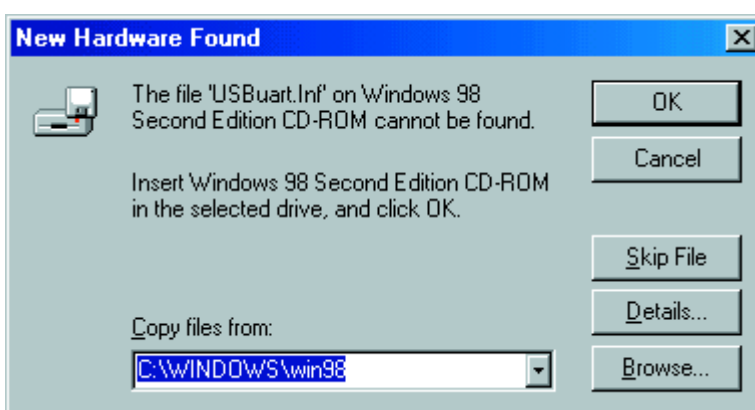 New Hardware Found
The file 'USBuart.Inf' on Windows 98
Second Edition CD-ROM cannot be found.
Insert Windows 98 Second Edition CD-ROM
in the selected drive, and click OK.
Copy files from:
C:\WINDOWS\win98
OK
Cancel
Skip File
Details...
Browse...